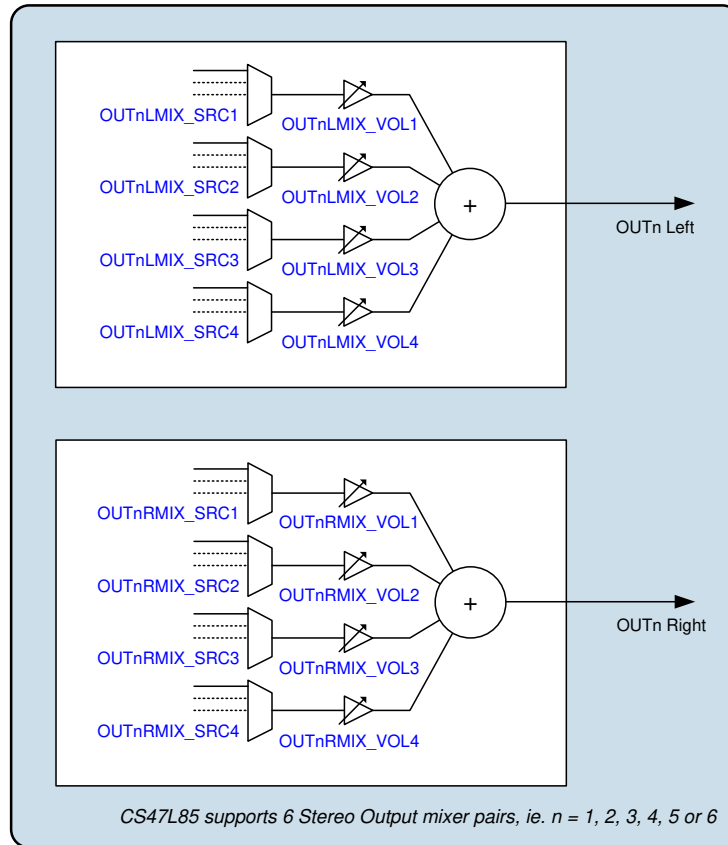 OUTnLMIX_SRC1
OUTnLMIX_VOL1
OUTnLMIX_SRC2
OUTnLMIX_VOL2
OUTnLMIX_SRC3
OUTnLMIX_VOL3
OUTnLMIX_SRC4
OUTnLMIX_VOL4
+
OUTn Left
OUTnRMIX_SRC1
OUTnRMIX_VOL1
OUTnRMIX_SRC2
OUTnRMIX_VOL2
OUTnRMIX_SRC3
OUTnRMIX_VOL3
OUTnRMIX_SRC4
OUTnRMIX_VOL4
+
OUTn Right
CS47L85 supports 6 Stereo Output mixer pairs, ie. n = 1, 2, 3, 4, 5 or 6